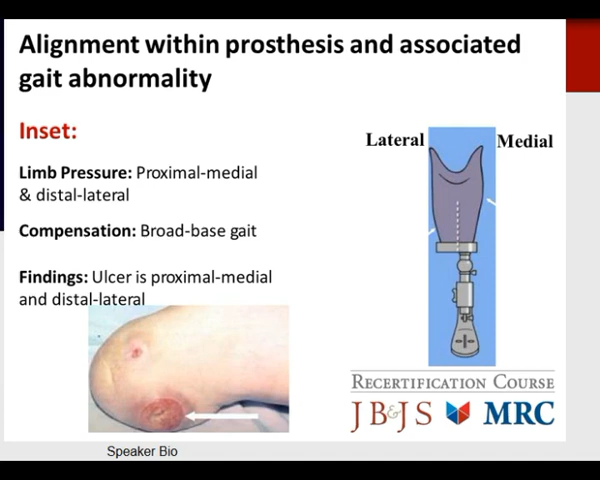 Alignment within prosthesis and associated
gait abnormality
Inset:
Limb Pressure: Proximal-medial
& distal-lateral
Compensation: Broad-base gait
Findings: Ulcer is proximal-medial
and distal-lateral
Lateral
Medial
Recertification Course
JB&JS MRC
Speaker Bio